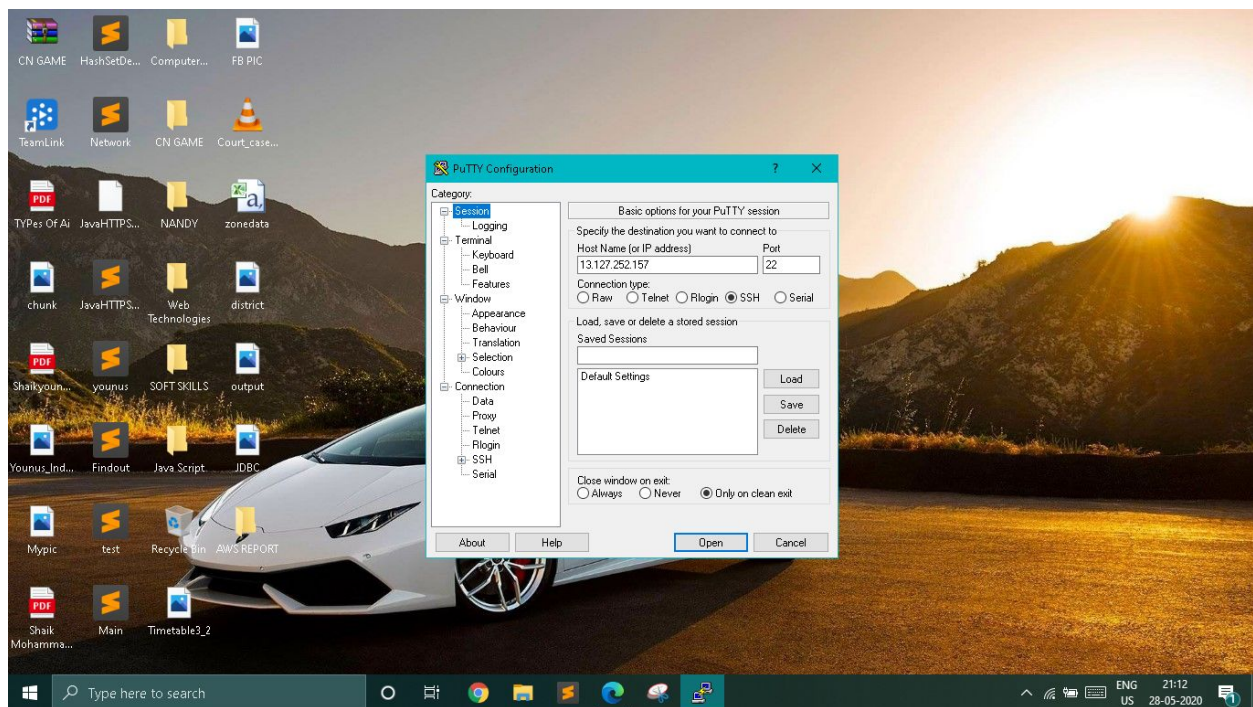 CN GAME
HashSetDe...
Computer...
FB PIC
TeamLink
Network
CN GAME
Court_case...
PDF
TYPes Of Ai
JavaHTTPS...
NANDY
a,
zonedata
chunk
JavaHTTPS...
Web
Technologies
district
PDF
Shaikyoun...
younus
SOFT SKILLS
output
Younus_Ind...
Findout
Java Script
JDBC
Mypic
test
Recycle Bin
AWS REPORT
PDF
Shaik
Mohamma...
Main
Timetable3_2
PuTTY Configuration
?
Category:
Session
Logging
Terminal
Keyboard
Bell
Features
Window
Appearance
Behaviour
Translation
Selection
Colours
Connection
Data
Proxy
Telnet
Rlogin
SSH
Serial
Basic options for your PuTTY session
Specify the destination you want to connect to
Host Name (or IP address) Port
13.127.252.157 22
Connection type:
Raw Telnet Rlogin SSH Serial
Load, save or delete a stored session
Saved Sessions
Default Settings
Load
Save
Delete
Close window on exit:
Always Never Only on clean exit
About Help Open Cancel
Type here to search
ENG
US
21:12
28-05-2020
1